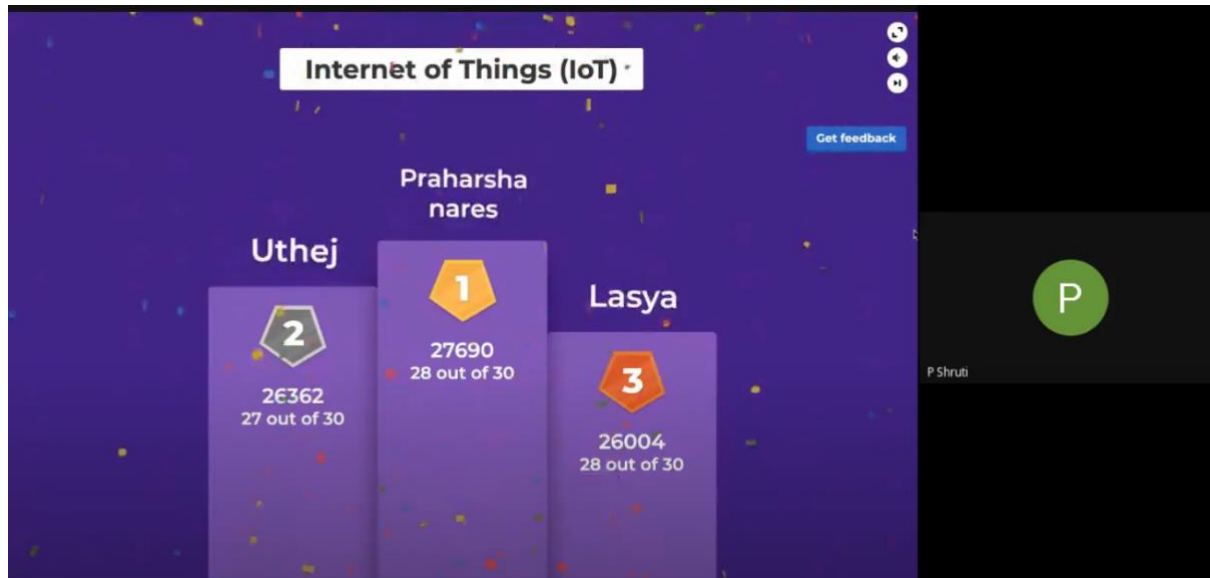 Internet of Things (IoT)
Get feedback
Praharsha
nares
Uthej
Lasya
1
27690
28 out of 30
2
26362
27 out of 30
3
26004
28 out of 30
P
P Shruti